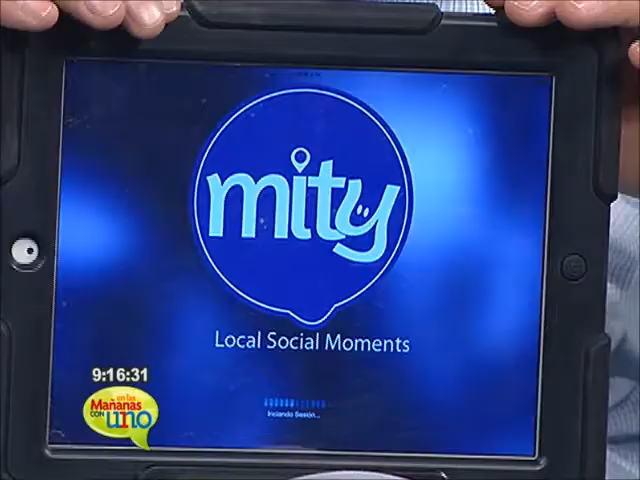 mity
Local Social Moments
9:16:31
en las
Mañanas
CON uno
Iniciando Sesión...